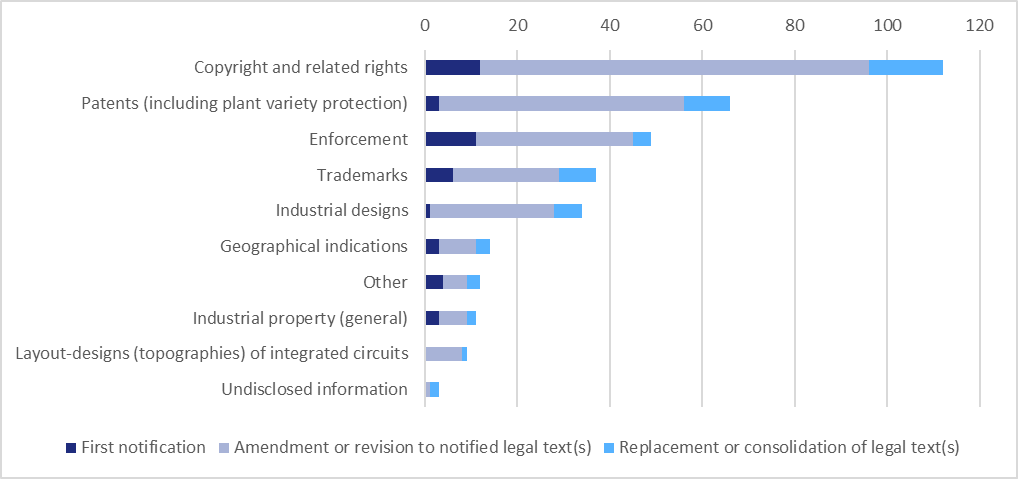 0 20 40 60 80 100 120
Copyright and related rights
Patents (including plant variety protection)
Enforcement
Trademarks
Industrial designs
Geographical indications
Other
Industrial property (general)
Layout-designs (topographies) of integrated circuits
Undisclosed information
First notification Amendment or revision to notified legal text(s) Replacement or consolidation of legal text(s)